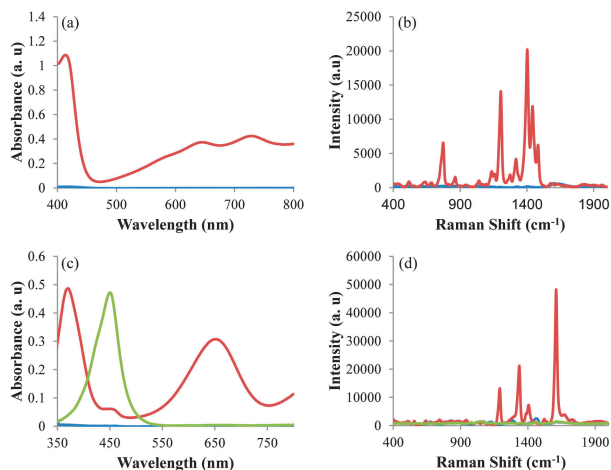 (a)
1.4
1.2
1
0.8
0.6
0.4
0.2
0
400 500 600 700 800
Absorbance (a. u)
Wavelength (nm)
(b)
25000
20000
15000
10000
5000
0
400 900 1400 1900
Intensity (a.u)
Raman Shift (cm-1)
(c)
0.6
0.5
0.4
0.3
0.2
0.1
0
350 450 550 650 750
Absorbance (a. u)
Wavelength (nm)
(d)
60000
50000
40000
30000
20000
10000
0
400 900 1400 1900
Intensity (a. u)
Raman Shift (cm-1)